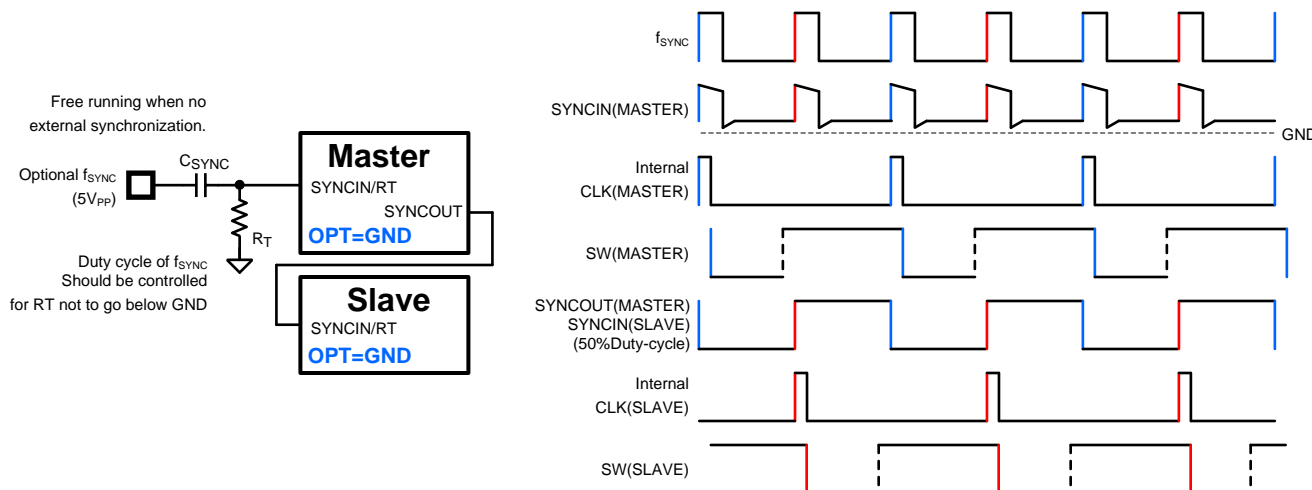 Free running when no
external synchronization.
CSYNC
Optional fSYNC
(5VPP)
RT
Duty cycle of fSYNC
Should be controlled
for RT not to go below GND
Master
SYNCIN/RT
SYNCOUT
OPT=GND
Slave
SYNCIN/RT
OPT=GND
fSYNC
SYNCIN(MASTER)
GND
Internal
CLK(MASTER)
SW(MASTER)
SYNCOUT(MASTER)
SYNCIN(SLAVE)
(50%Duty-cycle)
Internal
CLK(SLAVE)
SW(SLAVE)